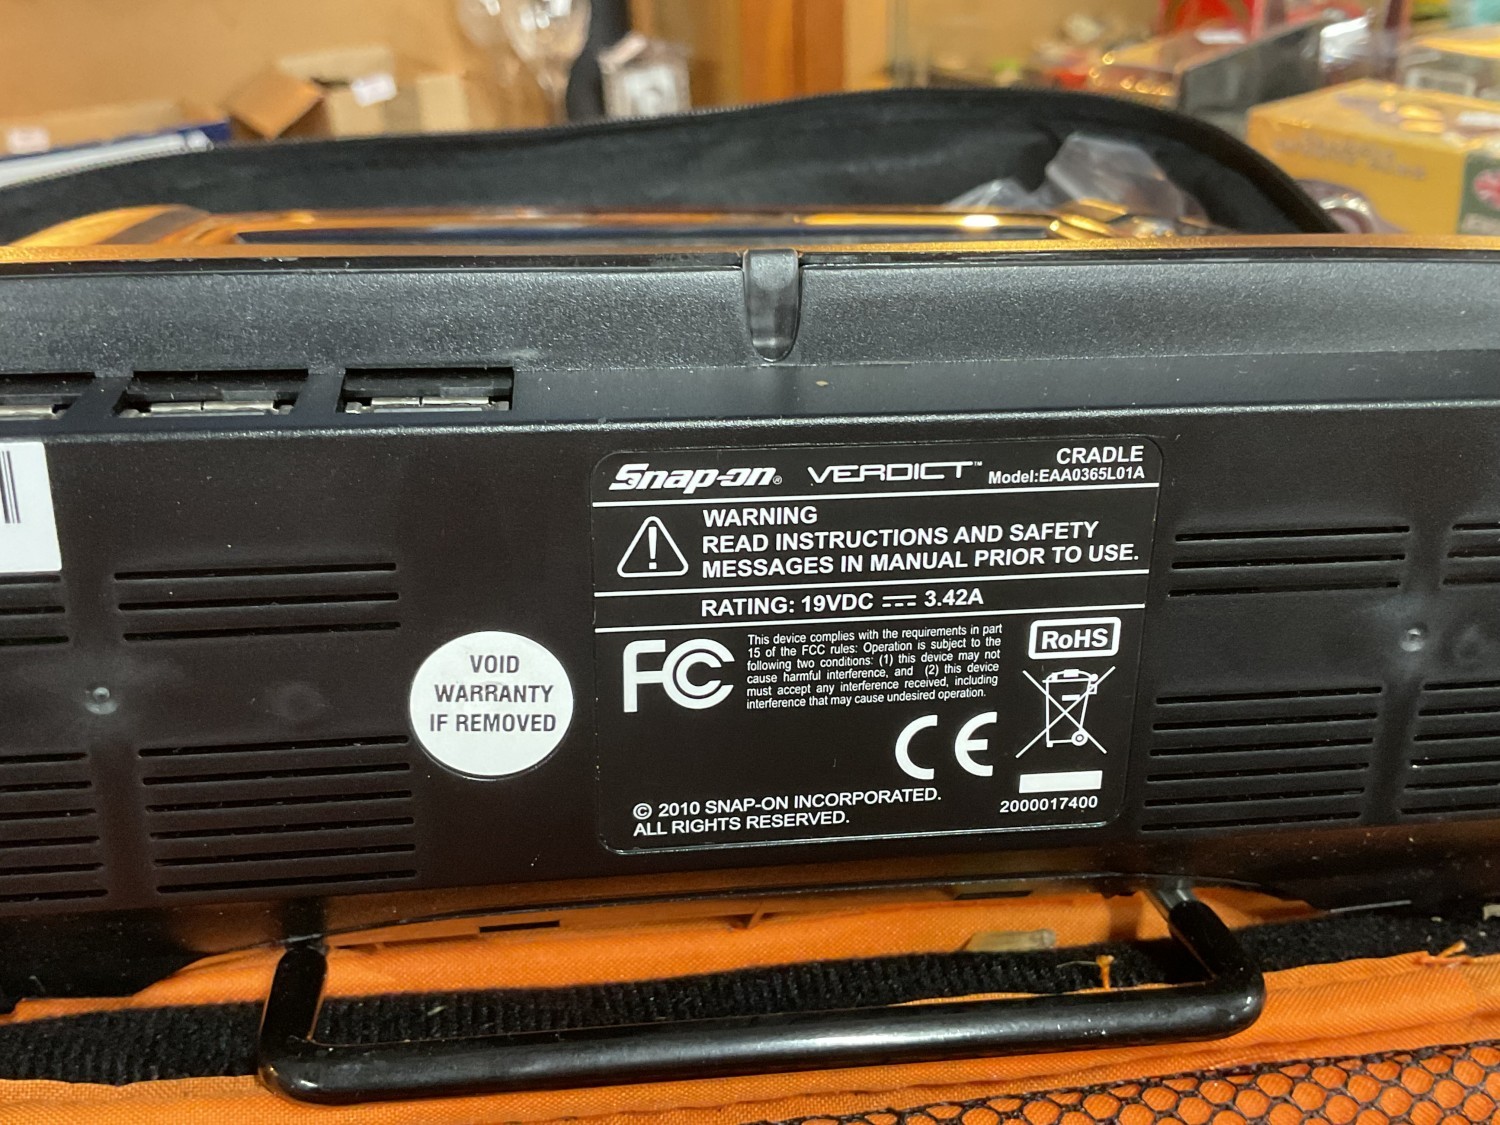 Snap-on® VERDICT™ CRADLE
Model:EAA0365L01A
WARNING
READ INSTRUCTIONS AND SAFETY
MESSAGES IN MANUAL PRIOR TO USE.
RATING: 19VDC ⎓ 3.42A
FC
This device complies with the requirements in part
15 of the FCC rules: Operation is subject to the
following two conditions: (1) this device may not
cause harmful interference, and (2) this device
must accept any interference received, including
interference that may cause undesired operation.
RoHS
CE
© 2010 SNAP-ON INCORPORATED.
ALL RIGHTS RESERVED.
2000017400
VOID
WARRANTY
IF REMOVED